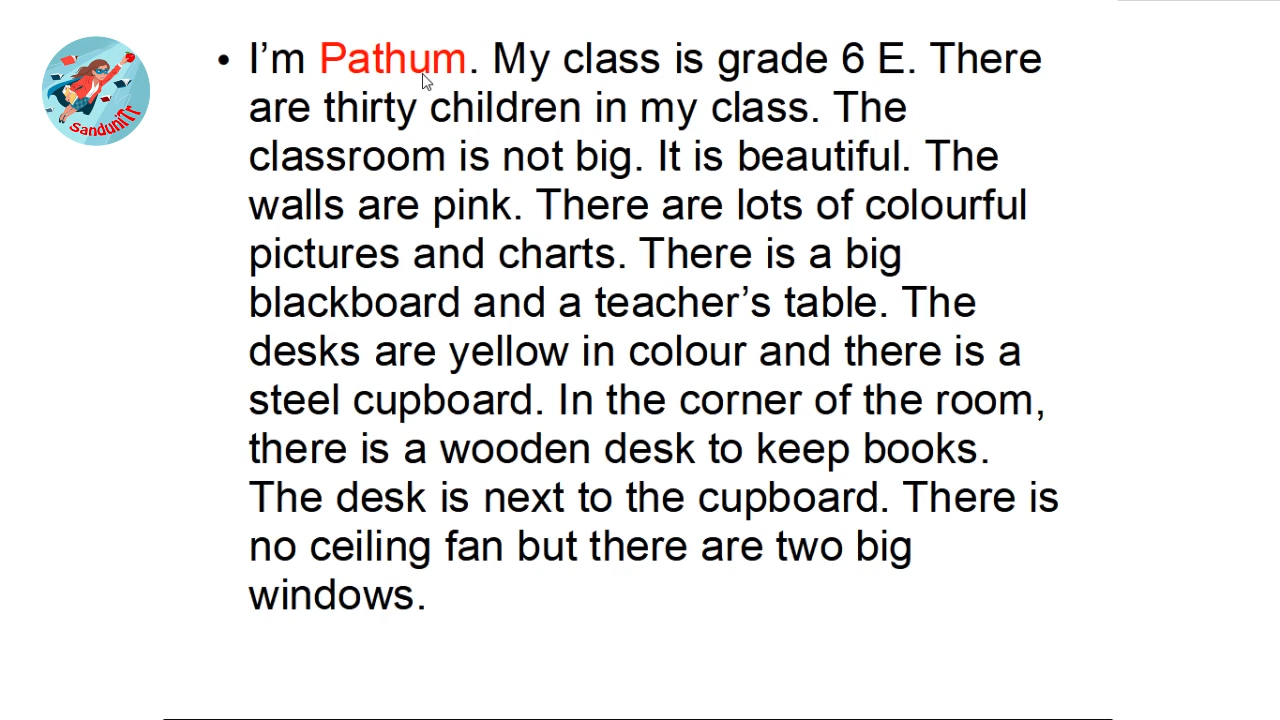 • I’m Pathum. My class is grade 6 E. There
are thirty children in my class. The
classroom is not big. It is beautiful. The
walls are pink. There are lots of colourful
pictures and charts. There is a big
blackboard and a teacher’s table. The
desks are yellow in colour and there is a
steel cupboard. In the corner of the room,
there is a wooden desk to keep books.
The desk is next to the cupboard. There is
no ceiling fan but there are two big
windows.
SanduniTr